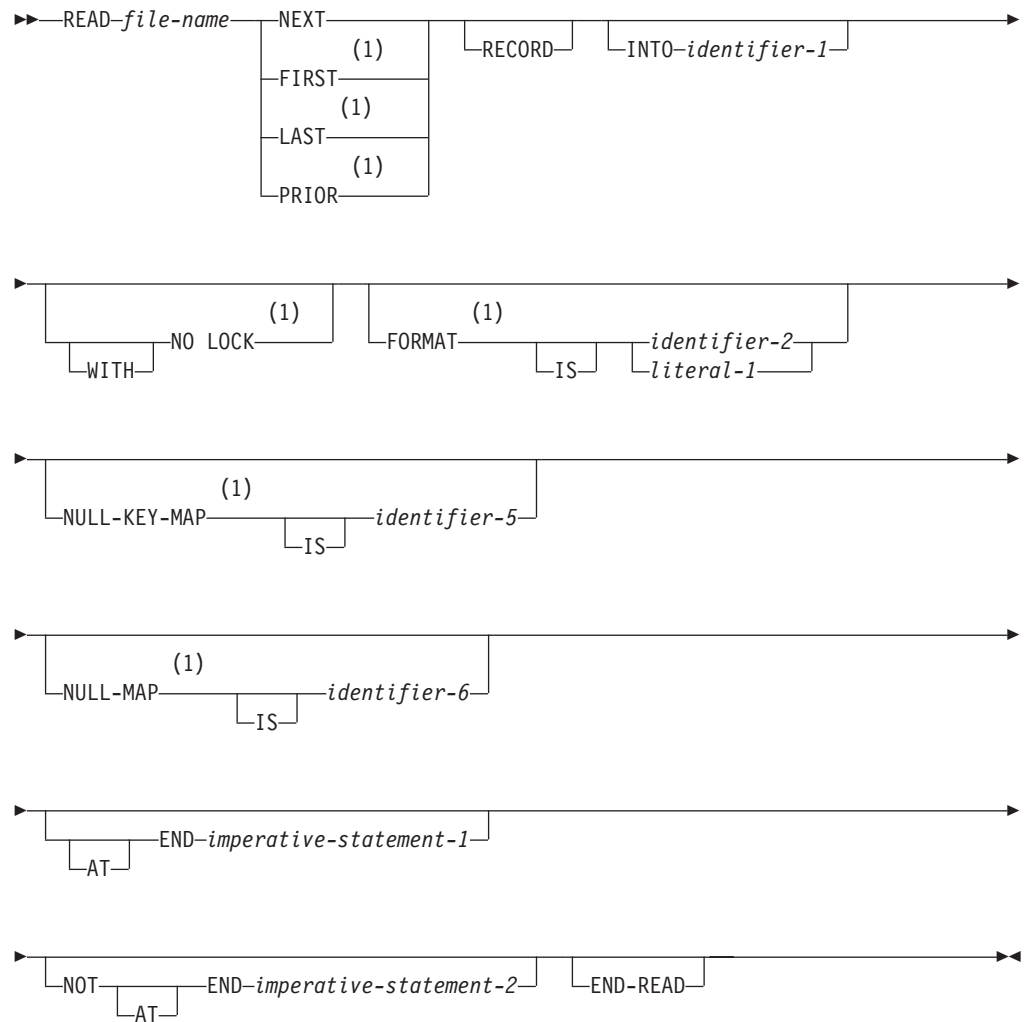 READ file-name NEXT RECORD INTO identifier-1
(1)
FIRST
(1)
LAST
(1)
PRIOR
(1)
NO LOCK
WITH
(1)
FORMAT IS identifier-2
literal-1
(1)
NULL-KEY-MAP IS identifier-5
(1)
NULL-MAP IS identifier-6
END imperative-statement-1
AT
NOT END imperative-statement-2 END-READ
AT